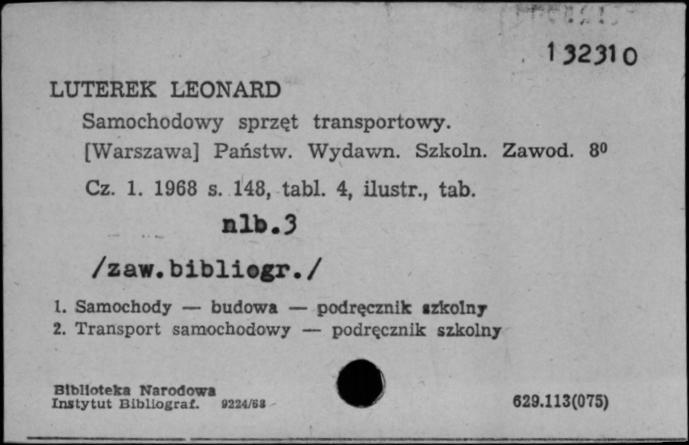 132310
LUTEREK LEONARD
Samochodowy sprzęt transportowy.
[Warszawa] Państw. Wydawn. Szkoln. Zawod. 8⁰
Cz. 1. 1968 s. 148, tabl. 4, ilustr., tab.
nlb.3
/zaw.bibliogr./
1. Samochody — budowa — podręcznik szkolny
2. Transport samochodowy — podręcznik szkolny
Biblioteka Narodowa
Instytut Bibliograf. 9224/68
629.113(075)